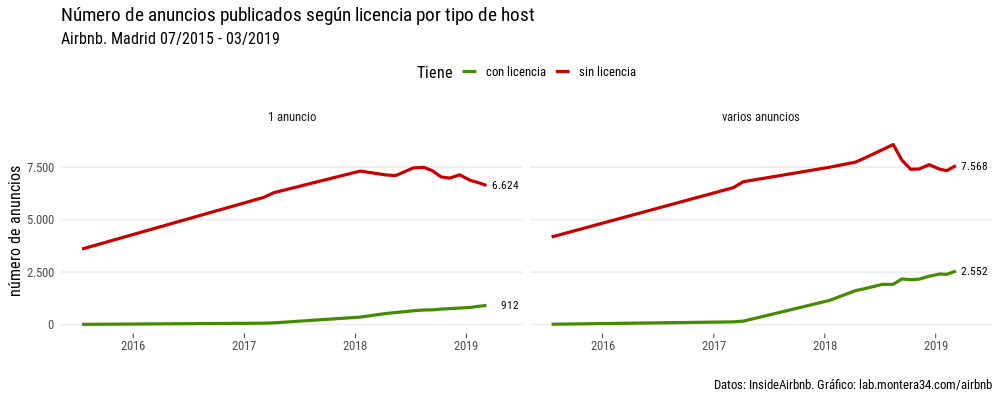 Número de anuncios publicados según licencia por tipo de host
Airbnb. Madrid 07/2015 - 03/2019
Tiene con licencia sin licencia
1 anuncio
varios anuncios
número de anuncios
7.500
5.000
2.500
0
6.624
912
7.568
2.552
2016 2017 2018 2019
2016 2017 2018 2019
Datos: InsideAirbnb. Gráfico: lab.montera34.com/airbnb